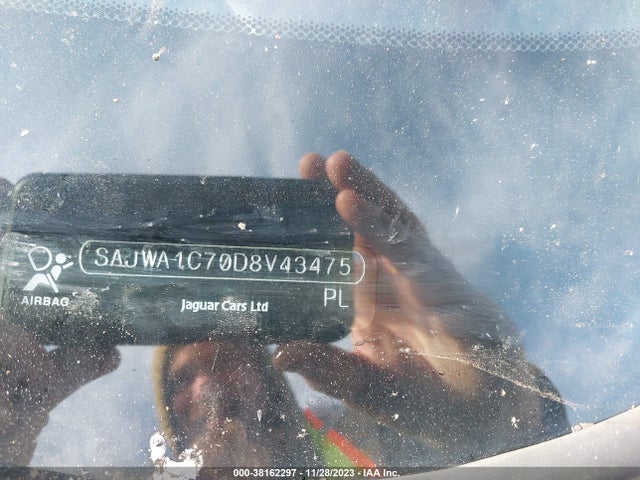 SAJWA1C70D8V43475
AIRBAG
PL
Jaguar Cars Ltd
000-38162297 - 11/28/2023 - IAA Inc.